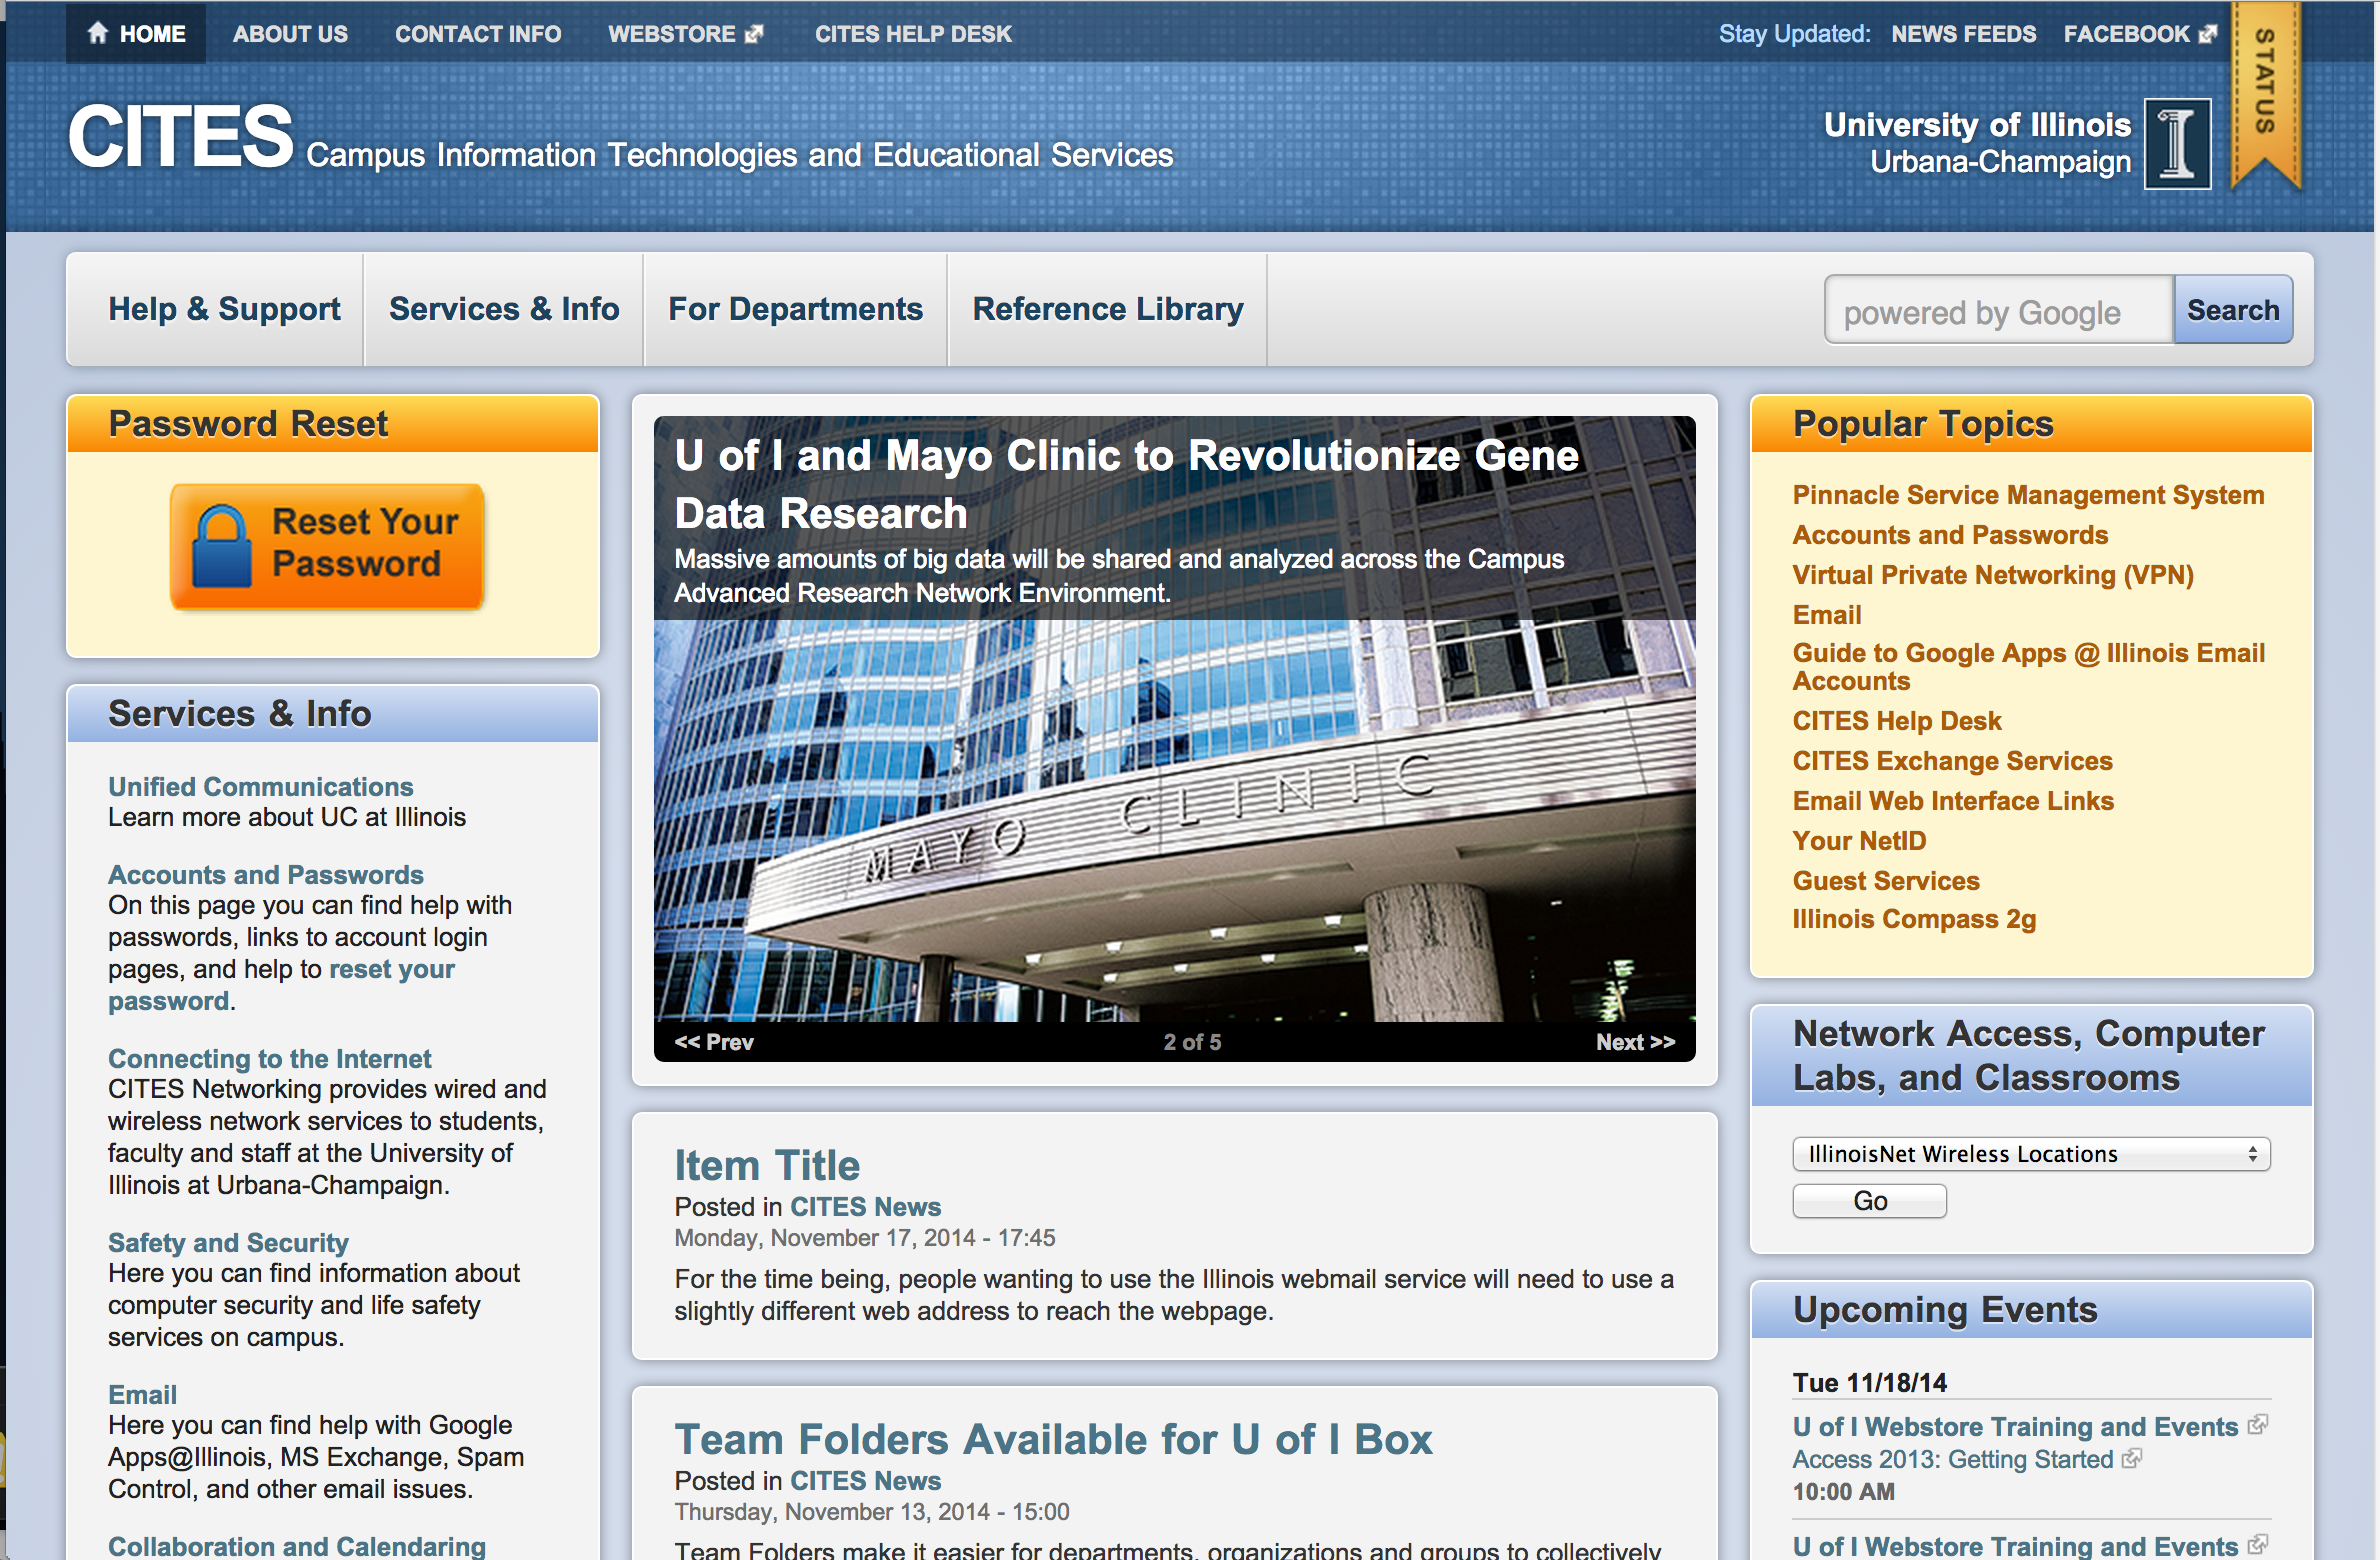 HOME
ABOUT US
CONTACT INFO
WEBSTORE
CITES HELP DESK
Stay Updated:
NEWS FEEDS
FACEBOOK
STATUS
CITES Campus Information Technologies and Educational Services
University of Illinois
Urbana-Champaign
I
Help & Support
Services & Info
For Departments
Reference Library
powered by Google
Search
Password Reset
Reset Your
Password
Services & Info
Unified Communications
Learn more about UC at Illinois
Accounts and Passwords
On this page you can find help with
passwords, links to account login
pages, and help to reset your
password.
Connecting to the Internet
CITES Networking provides wired and
wireless network services to students,
faculty and staff at the University of
Illinois at Urbana-Champaign.
Safety and Security
Here you can find information about
computer security and life safety
services on campus.
Email
Here you can find help with Google
Apps@Illinois, MS Exchange, Spam
Control, and other email issues.
Collaboration and Calendaring
U of I and Mayo Clinic to Revolutionize Gene
Data Research
Massive amounts of big data will be shared and analyzed across the Campus
Advanced Research Network Environment.
MAYO CLINIC
<< Prev
2 of 5
Next >>
Item Title
Posted in CITES News
Monday, November 17, 2014 - 17:45
For the time being, people wanting to use the Illinois webmail service will need to use a
slightly different web address to reach the webpage.
Team Folders Available for U of I Box
Posted in CITES News
Thursday, November 13, 2014 - 15:00
Team Folders make it easier for departments, organizations and groups to collectively
Popular Topics
Pinnacle Service Management System
Accounts and Passwords
Virtual Private Networking (VPN)
Email
Guide to Google Apps @ Illinois Email
Accounts
CITES Help Desk
CITES Exchange Services
Email Web Interface Links
Your NetID
Guest Services
Illinois Compass 2g
Network Access, Computer
Labs, and Classrooms
IllinoisNet Wireless Locations
Go
Upcoming Events
Tue 11/18/14
U of I Webstore Training and Events
Access 2013: Getting Started
10:00 AM
U of I Webstore Training and Events